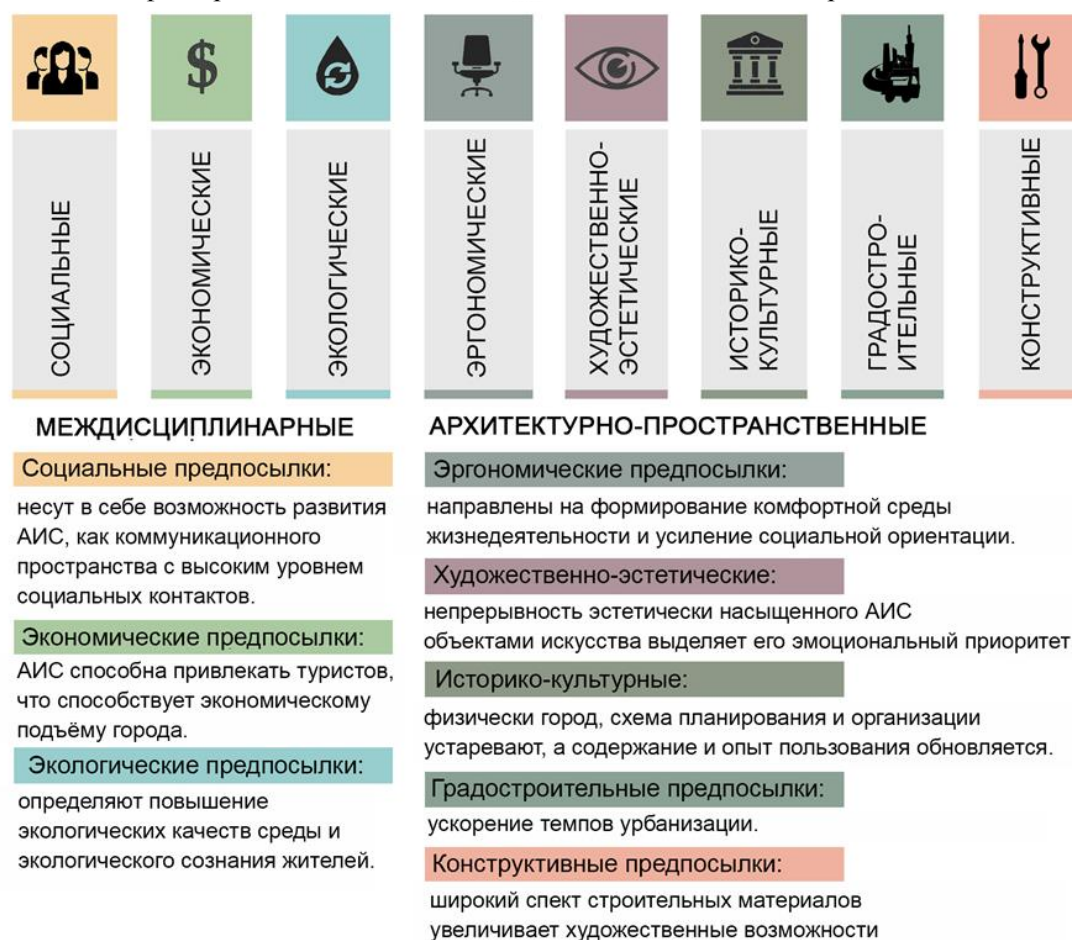 СОЦИАЛЬНЫЕ
ЭКОНОМИЧЕСКИЕ
ЭКОЛОГИЧЕСКИЕ
ЭРГОНОМИЧЕСКИЕ
ХУДОЖЕСТВЕННО-
ЭСТЕТИЧЕСКИЕ
ИСТОРИКО-
КУЛЬТУРНЫЕ
ГРАДОСТРО-
ИТЕЛЬНЫЕ
КОНСТРУКТИВНЫЕ
МЕЖДИСЦИПЛИНАРНЫЕ
Социальные предпосылки:
несут в себе возможность развития
АИС, как коммуникационного
пространства с высоким уровнем
социальных контактов.
Экономические предпосылки:
АИС способна привлекать туристов,
что способствует экономическому
подъёму города.
Экологические предпосылки:
определяют повышение
экологических качеств среды и
экологического сознания жителей.
АРХИТЕКТУРНО-ПРОСТРАНСТВЕННЫЕ
Эргономические предпосылки:
направлены на формирование комфортной среды
жизнедеятельности и усиление социальной ориентации.
Художественно-эстетические:
непрерывность эстетически насыщенного АИС
объектами искусства выделяет его эмоциональный приоритет
Историко-культурные:
физически город, схема планирования и организации
устаревают, а содержание и опыт пользования обновляется.
Градостроительные предпосылки:
ускорение темпов урбанизации.
Конструктивные предпосылки:
широкий спект строительных материалов
увеличивает художественные возможности